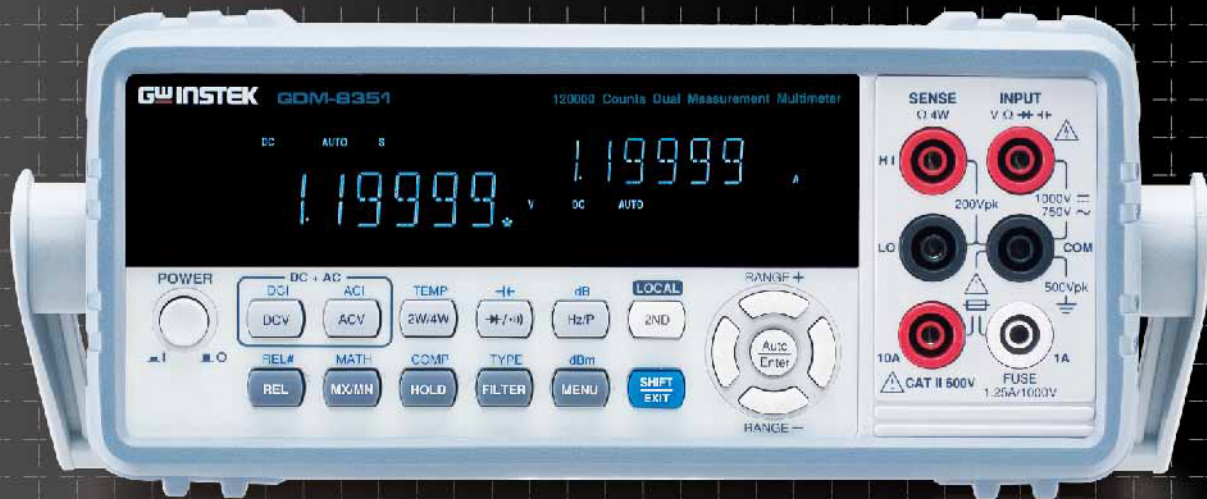 GWINSTEK GDM-8351
120000 Counts Dual Measurement Multimeter
DC AUTO S
1.19999 V
1.19999 A
DC AUTO
POWER
I O
DC + AC
DCI ACI TEMP dB LOCAL
DCV ACV 2W/4W Hz/P 2ND
REL# MATH COMP TYPE dBm
REL MX/MN HOLD FILTER MENU SHIFT
EXIT
RANGE +
Auto
Enter
RANGE −
SENSE INPUT
Ω 4W V Ω
HI
200Vpk
1000V
750V ~
LO COM
500Vpk
10A 1A
CAT II 600V
FUSE
1.25A/1000V